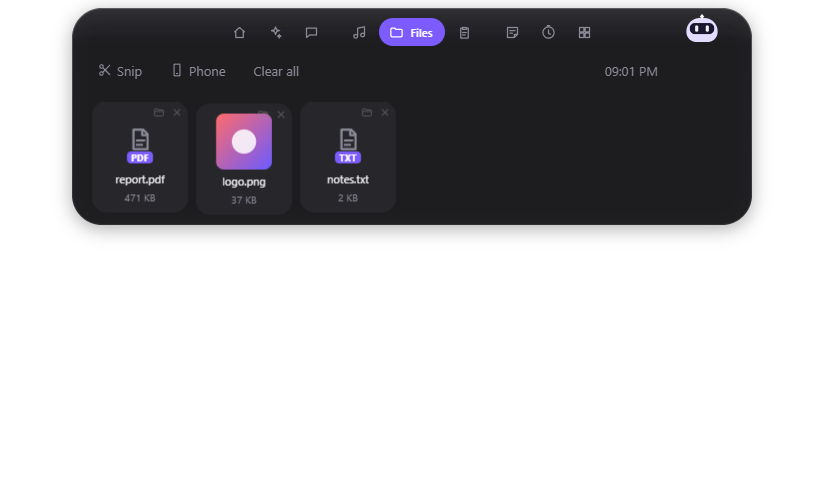 Files
Snip Phone Clear all 09:01 PM
PDF TXT
report.pdf logo.png notes.txt
471 KB 37 KB 2 KB